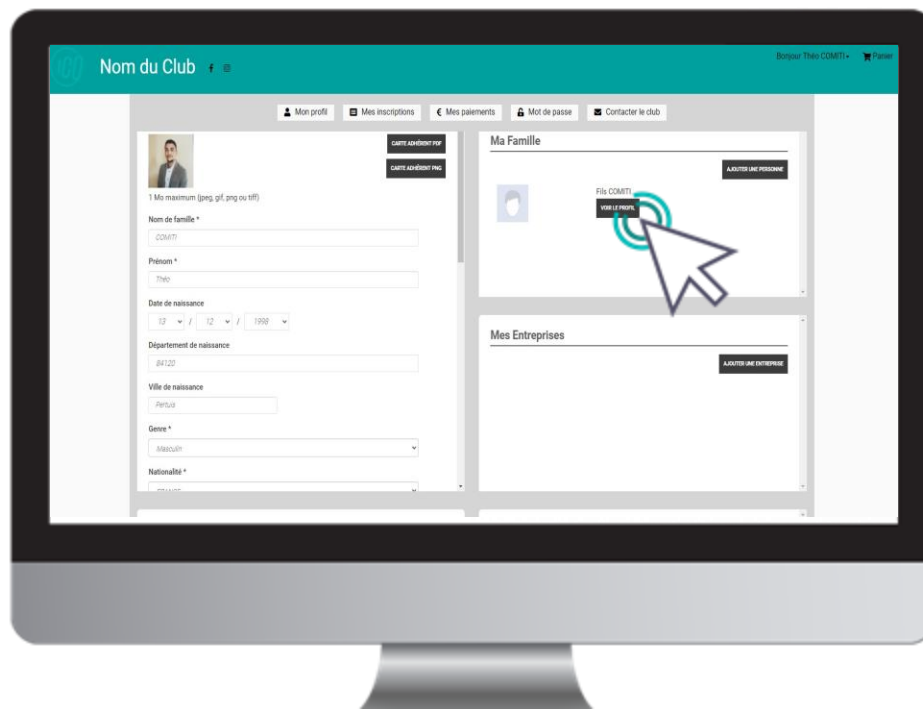 Nom du Club
Bonjour Théo COMITI
Panier
Mon profil
Mes inscriptions
€ Mes paiements
Mot de passe
Contacter le club
CARTE ADHÉRENT PDF
CARTE ADHÉRENT PNG
1 Mo maximum (jpeg, gif, png ou tiff)
Nom de famille *
COMITI
Prénom *
Théo
Date de naissance
13 / 12 / 1998
Département de naissance
84120
Ville de naissance
Pertuis
Genre *
Masculin
Nationalité *
Ma Famille
AJOUTER UNE PERSONNE
Fils COMITI
VOIR LE PROFIL
Mes Entreprises
AJOUTER UNE ENTREPRISE